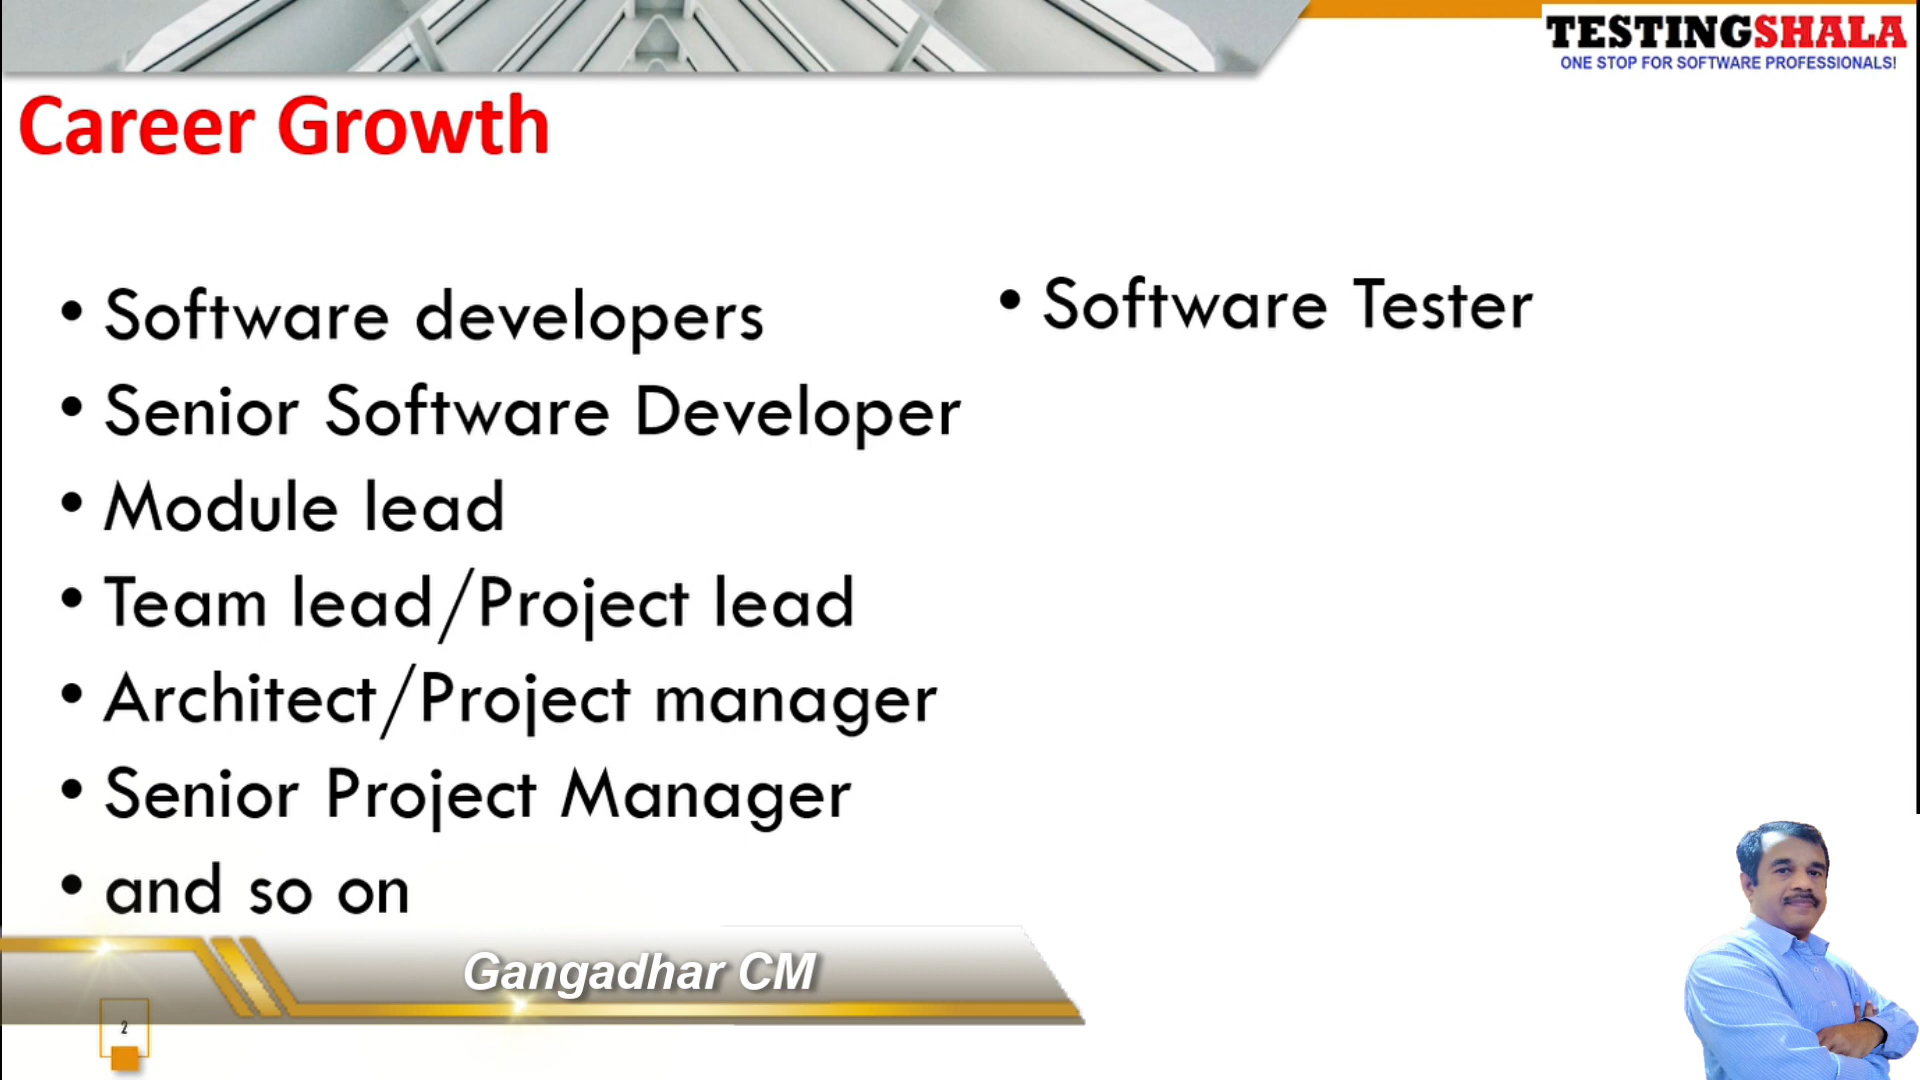 TESTINGSHALA
ONE STOP FOR SOFTWARE PROFESSIONALS!
Career Growth
• Software developers
• Senior Software Developer
• Module lead
• Team lead/Project lead
• Architect/Project manager
• Senior Project Manager
• and so on
• Software Tester
Gangadhar CM
2